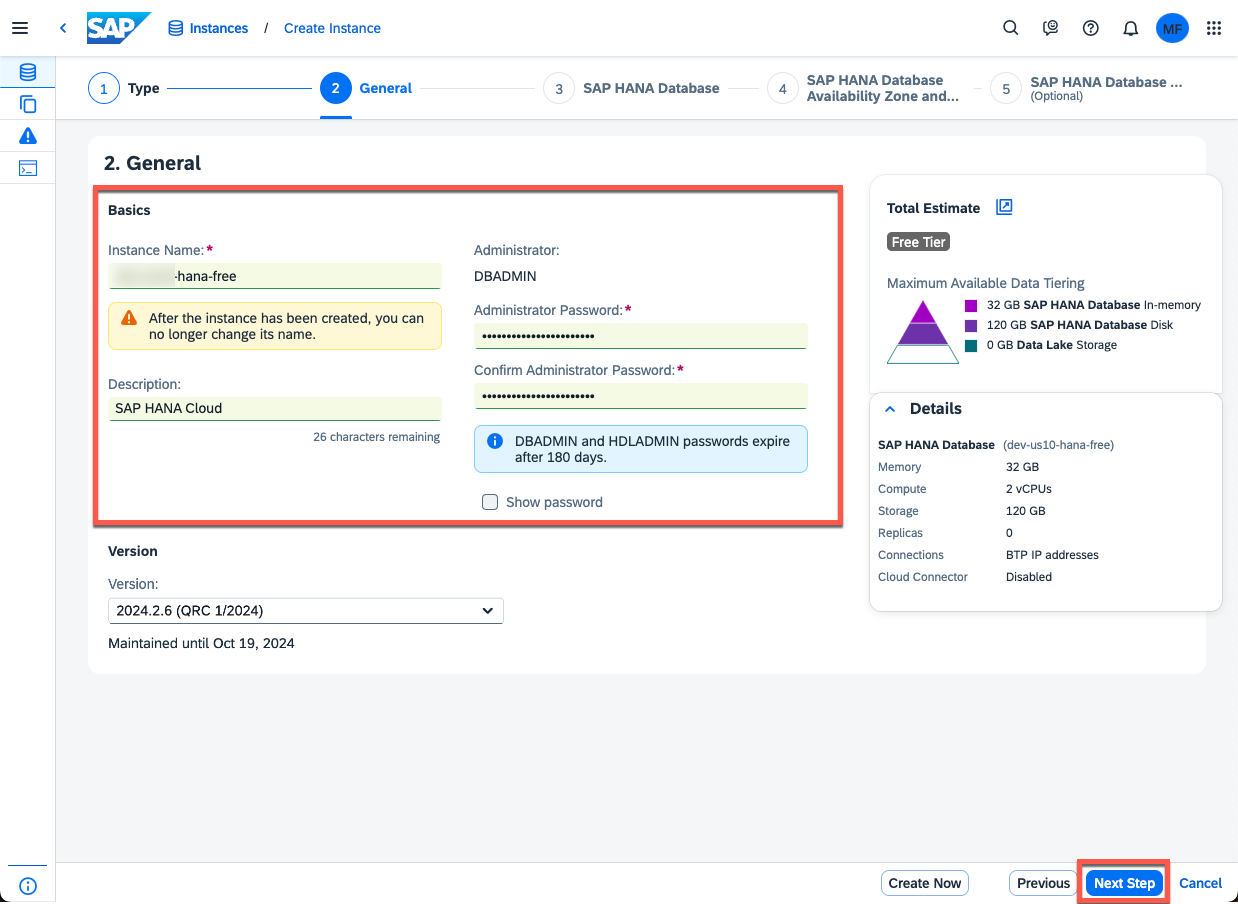 SAP
Instances / Create Instance
MF
1 Type
2 General
3 SAP HANA Database
4 SAP HANA Database
Availability Zone and...
5 SAP HANA Database ...
(Optional)
2. General
Basics
Instance Name:*
-hana-free
After the instance has been created, you can
no longer change its name.
Description:
SAP HANA Cloud
26 characters remaining
Administrator:
DBADMIN
Administrator Password:*
•••••••••••••••••••••••
Confirm Administrator Password:*
•••••••••••••••••••••••
DBADMIN and HDLADMIN passwords expire
after 180 days.
Show password
Version
Version:
2024.2.6 (QRC 1/2024)
Maintained until Oct 19, 2024
Total Estimate
Free Tier
Maximum Available Data Tiering
32 GB SAP HANA Database In-memory
120 GB SAP HANA Database Disk
0 GB Data Lake Storage
Details
SAP HANA Database (dev-us10-hana-free)
Memory 32 GB
Compute 2 vCPUs
Storage 120 GB
Replicas 0
Connections BTP IP addresses
Cloud Connector Disabled
Create Now
Previous
Next Step
Cancel